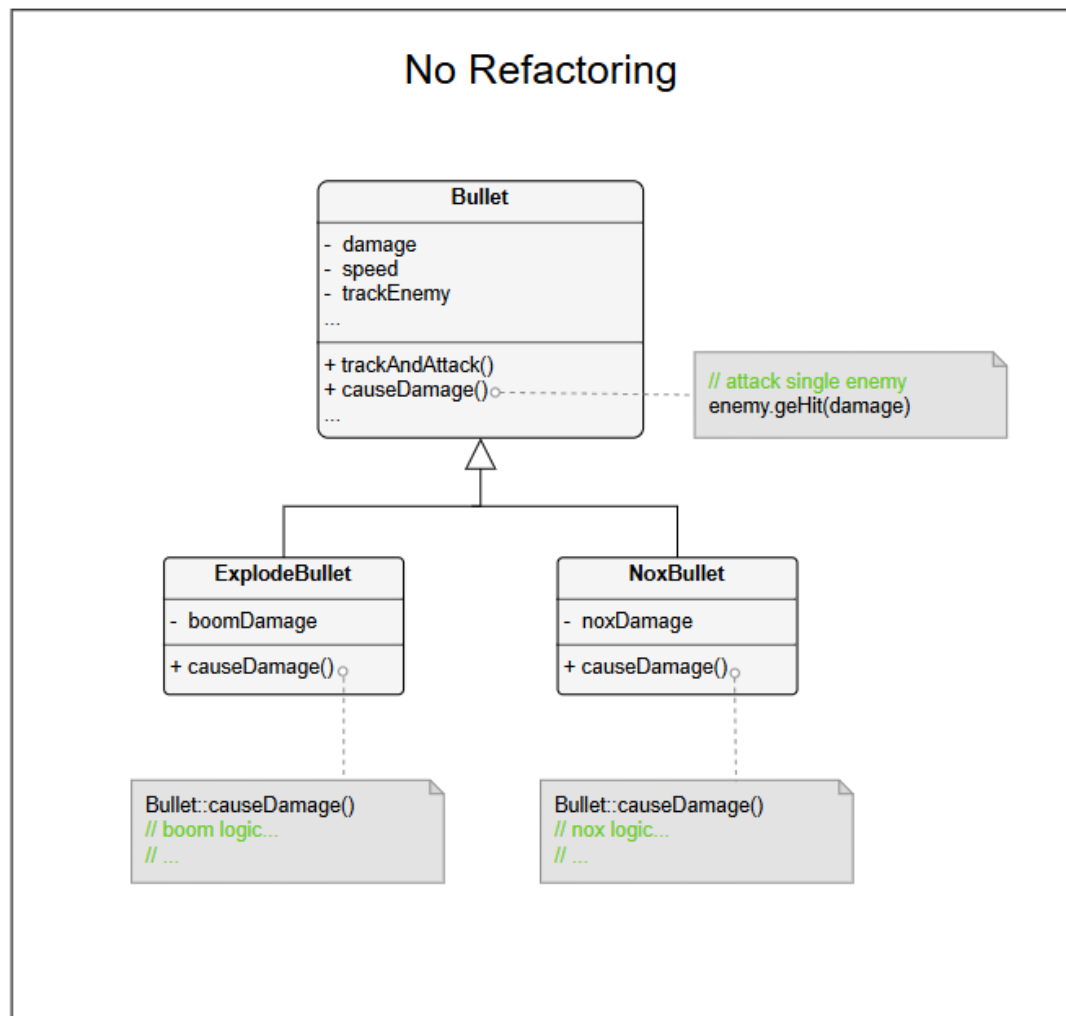 No Refactoring
Bullet
- damage
- speed
- trackEnemy
...
+ trackAndAttack()
+ causeDamage()
...
// attack single enemy
enemy.geHit(damage)
ExplodeBullet
- boomDamage
+ causeDamage()
NoxBullet
- noxDamage
+ causeDamage()
Bullet::causeDamage()
// boom logic...
// ...
Bullet::causeDamage()
// nox logic...
// ...